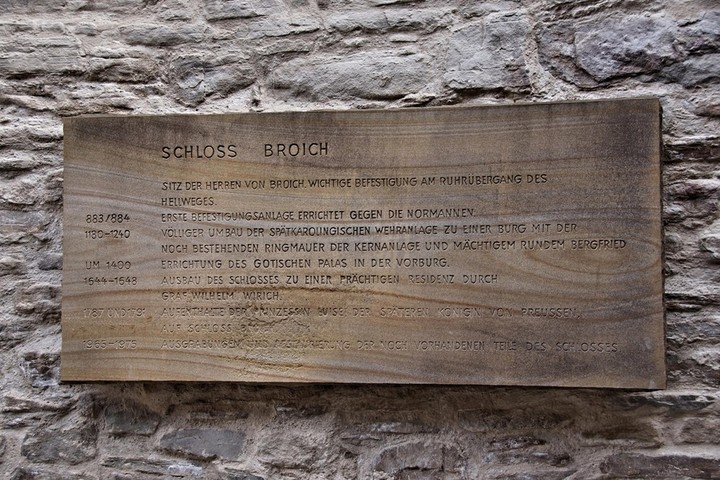 SCHLOSS BROICH
SITZ DER HERREN VON BROICH. WICHTIGE BEFESTIGUNG AM RUHRÜBERGANG DES
HELLWEGES.
883/884 ERSTE BEFESTIGUNGSANLAGE ERRICHTET GEGEN DIE NORMANNEN.
1180-1240 VÖLLIGER UMBAU DER SPÄTKAROLINGISCHEN WEHRANLAGE ZU EINER BURG MIT DER
NOCH BESTEHENDEN RINGMAUER DER KERNANLAGE UND MÄCHTIGEM RUNDEM BERGFRIED
UM 1400 ERRICHTUNG DES GOTISCHEN PALAS IN DER VORBURG.
1644-1648 AUSBAU DES SCHLOSSES ZU EINER PRÄCHTIGEN RESIDENZ DURCH
GRAF WILHELM WIRICH.
1787 UND 1791 AUFENTHALTE DER PRINZESSIN LUISE DER SPÄTEREN KÖNIGIN VON PREUSSEN,
AUF SCHLOSS
1965-1975 AUSGRABUNGEN UND RESTAURIERUNG DER NOCH VORHANDENEN TEILE DES SCHLOSSES